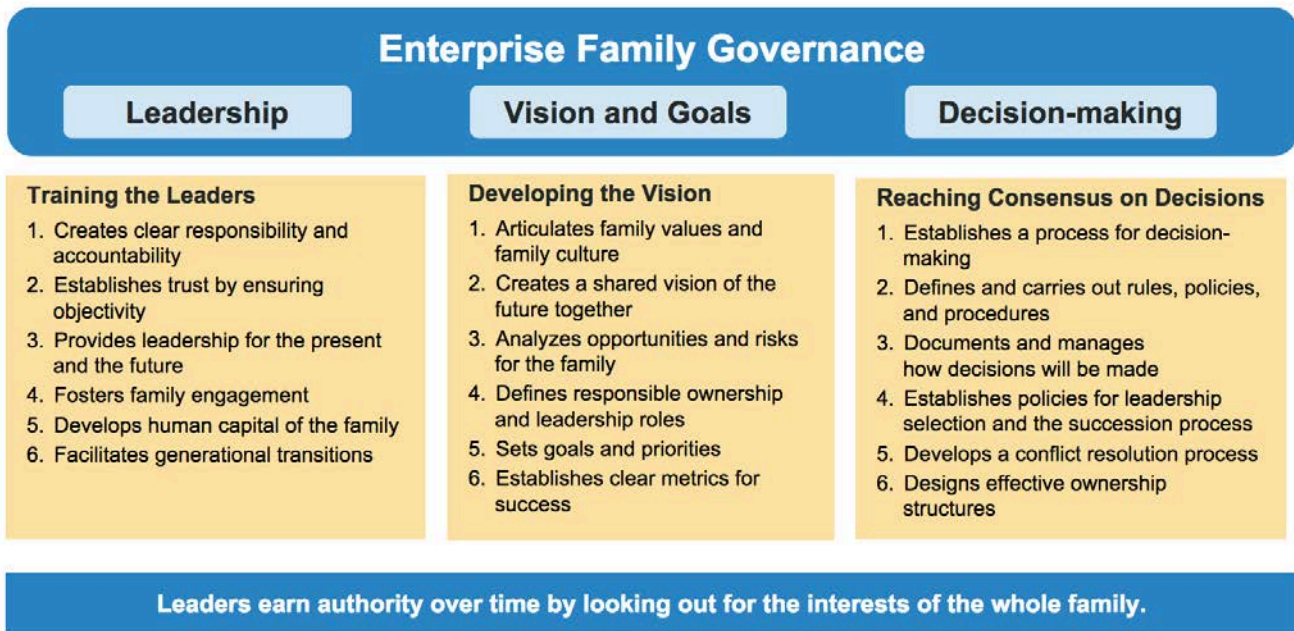 Enterprise Family Governance
Leadership
Vision and Goals
Decision-making
Training the Leaders
1. Creates clear responsibility and
accountability
2. Establishes trust by ensuring
objectivity
3. Provides leadership for the present
and the future
4. Fosters family engagement
5. Develops human capital of the family
6. Facilitates generational transitions
Developing the Vision
1. Articulates family values and
family culture
2. Creates a shared vision of the
future together
3. Analyzes opportunities and risks
for the family
4. Defines responsible ownership
and leadership roles
5. Sets goals and priorities
6. Establishes clear metrics for
success
Reaching Consensus on Decisions
1. Establishes a process for decision-
making
2. Defines and carries out rules, policies,
and procedures
3. Documents and manages
how decisions will be made
4. Establishes policies for leadership
selection and the succession process
5. Develops a conflict resolution process
6. Designs effective ownership
structures
Leaders earn authority over time by looking out for the interests of the whole family.